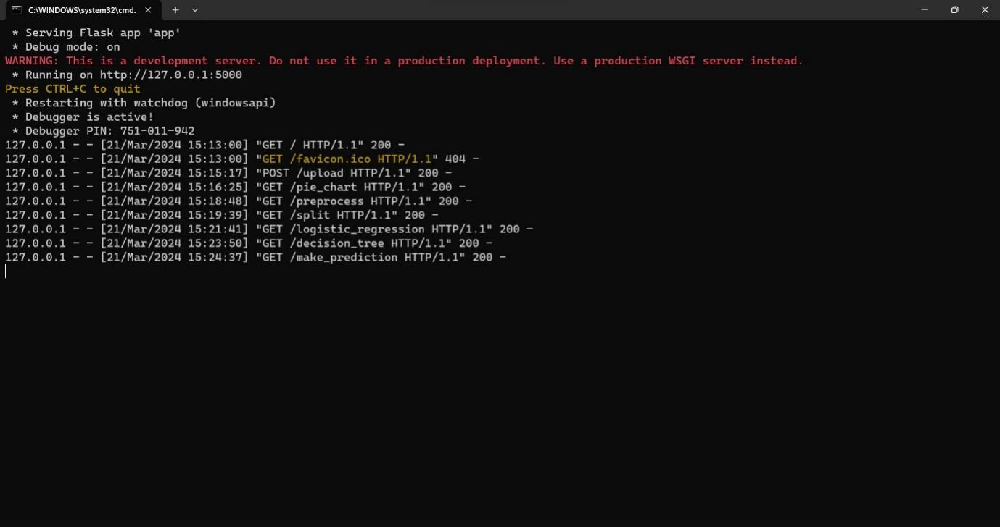 C:\WINDOWS\system32\cmd.
* Serving Flask app 'app'
* Debug mode: on
WARNING: This is a development server. Do not use it in a production deployment. Use a production WSGI server instead.
* Running on http://127.0.0.1:5000
Press CTRL+C to quit
* Restarting with watchdog (windowsapi)
* Debugger is active!
* Debugger PIN: 751-011-942
127.0.0.1 - - [21/Mar/2024 15:13:00] "GET / HTTP/1.1" 200 -
127.0.0.1 - - [21/Mar/2024 15:13:00] "GET /favicon.ico HTTP/1.1" 404 -
127.0.0.1 - - [21/Mar/2024 15:15:17] "POST /upload HTTP/1.1" 200 -
127.0.0.1 - - [21/Mar/2024 15:16:25] "GET /pie_chart HTTP/1.1" 200 -
127.0.0.1 - - [21/Mar/2024 15:18:48] "GET /preprocess HTTP/1.1" 200 -
127.0.0.1 - - [21/Mar/2024 15:19:39] "GET /split HTTP/1.1" 200 -
127.0.0.1 - - [21/Mar/2024 15:21:41] "GET /logistic_regression HTTP/1.1" 200 -
127.0.0.1 - - [21/Mar/2024 15:23:50] "GET /decision_tree HTTP/1.1" 200 -
127.0.0.1 - - [21/Mar/2024 15:24:37] "GET /make_prediction HTTP/1.1" 200 -